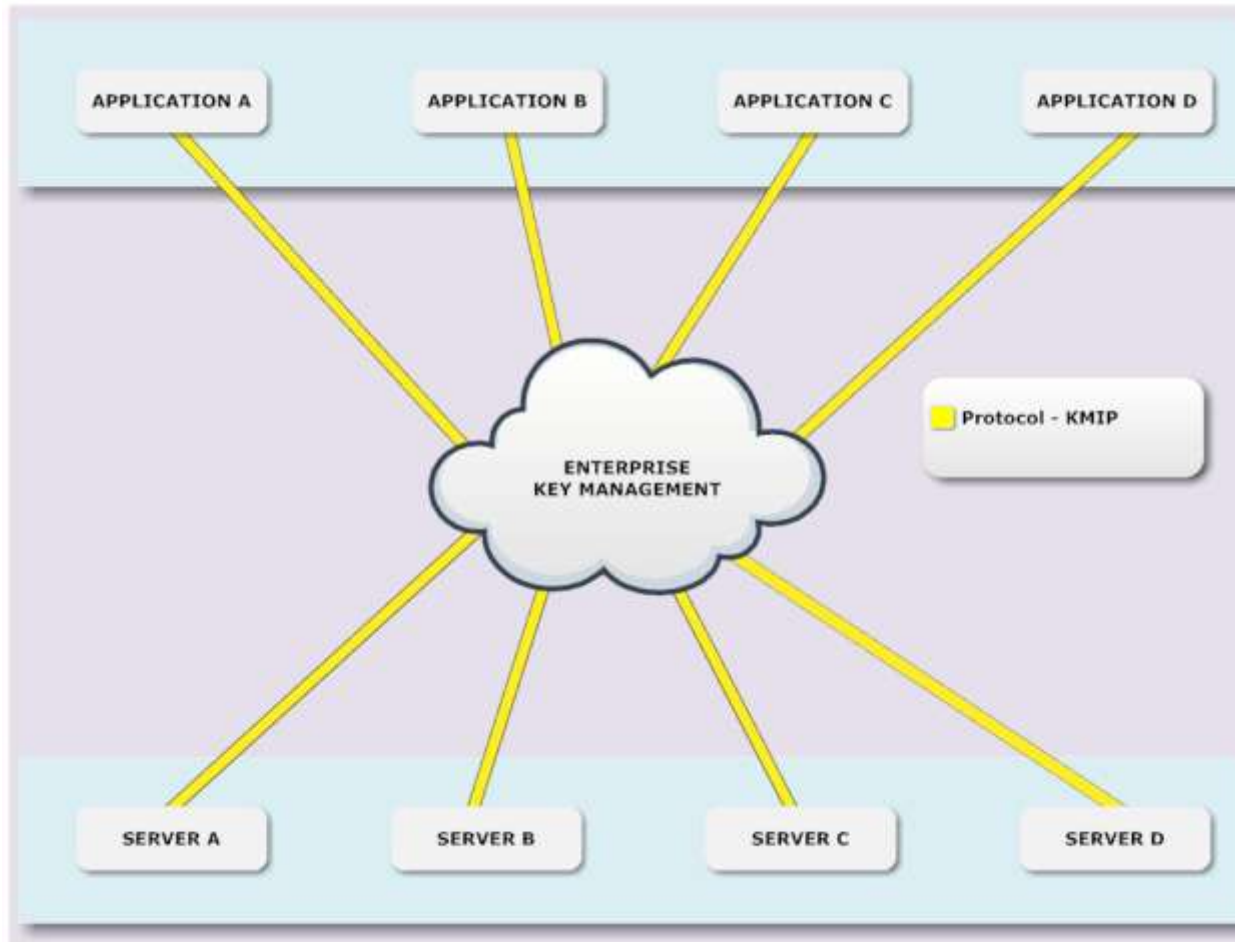 APPLICATION A
APPLICATION B
APPLICATION C
APPLICATION D
Protocol - KMIP
ENTERPRISE
KEY MANAGEMENT
SERVER A
SERVER B
SERVER C
SERVER D